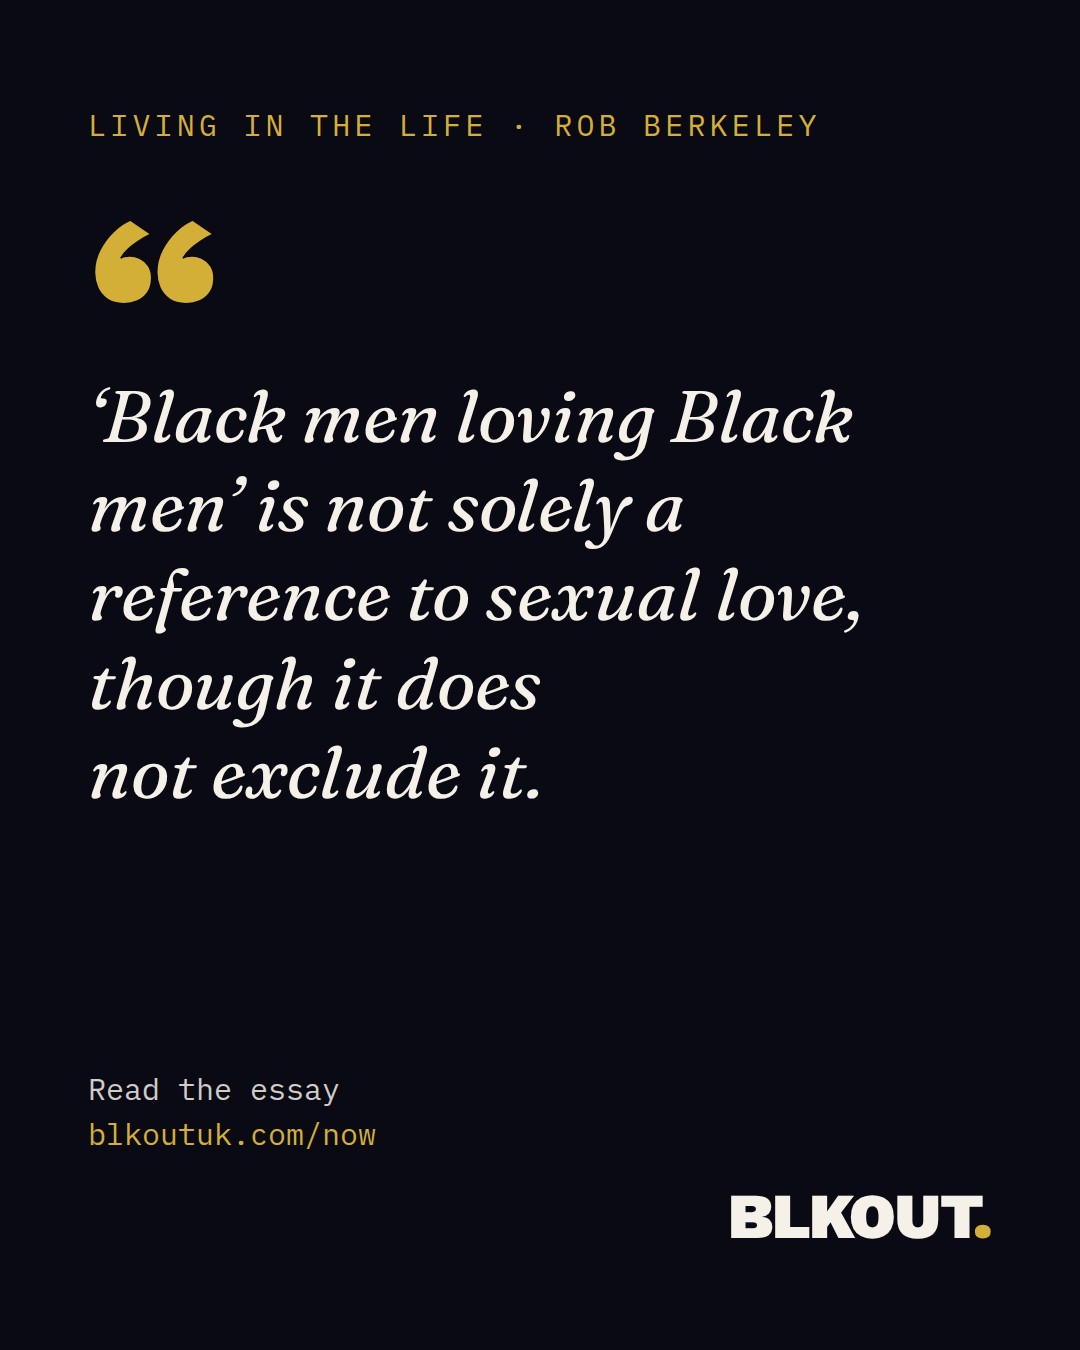 LIVING IN THE LIFE · ROB BERKELEY
“
‘Black men loving Black
men’ is not solely a
reference to sexual love,
though it does
not exclude it.
Read the essay
blkoutuk.com/now
BLKOUT.